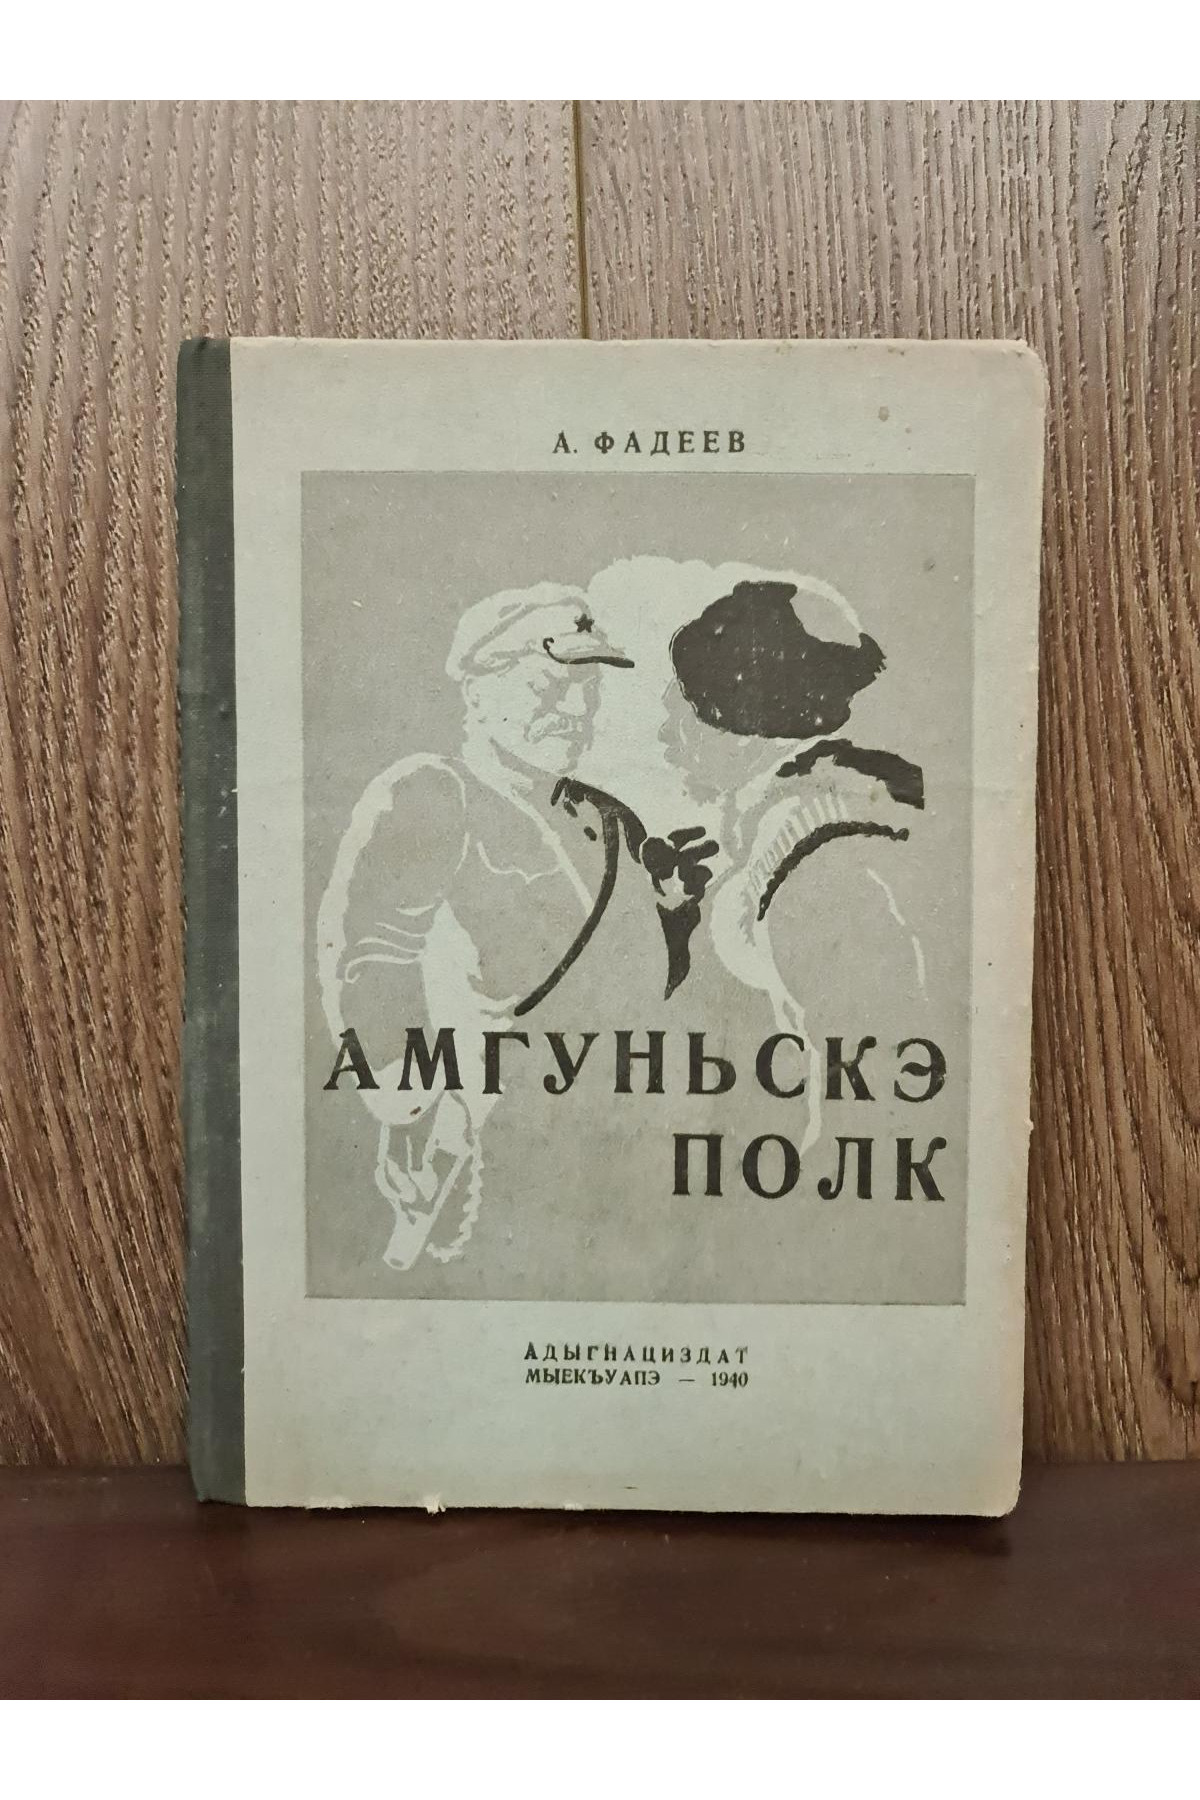 А. ФАДЕЕВ
АМГУНЬСКЭ
ПОЛК
АДЫГНАЦИЗДАТ
МЫЕКЪУАПЭ — 1940